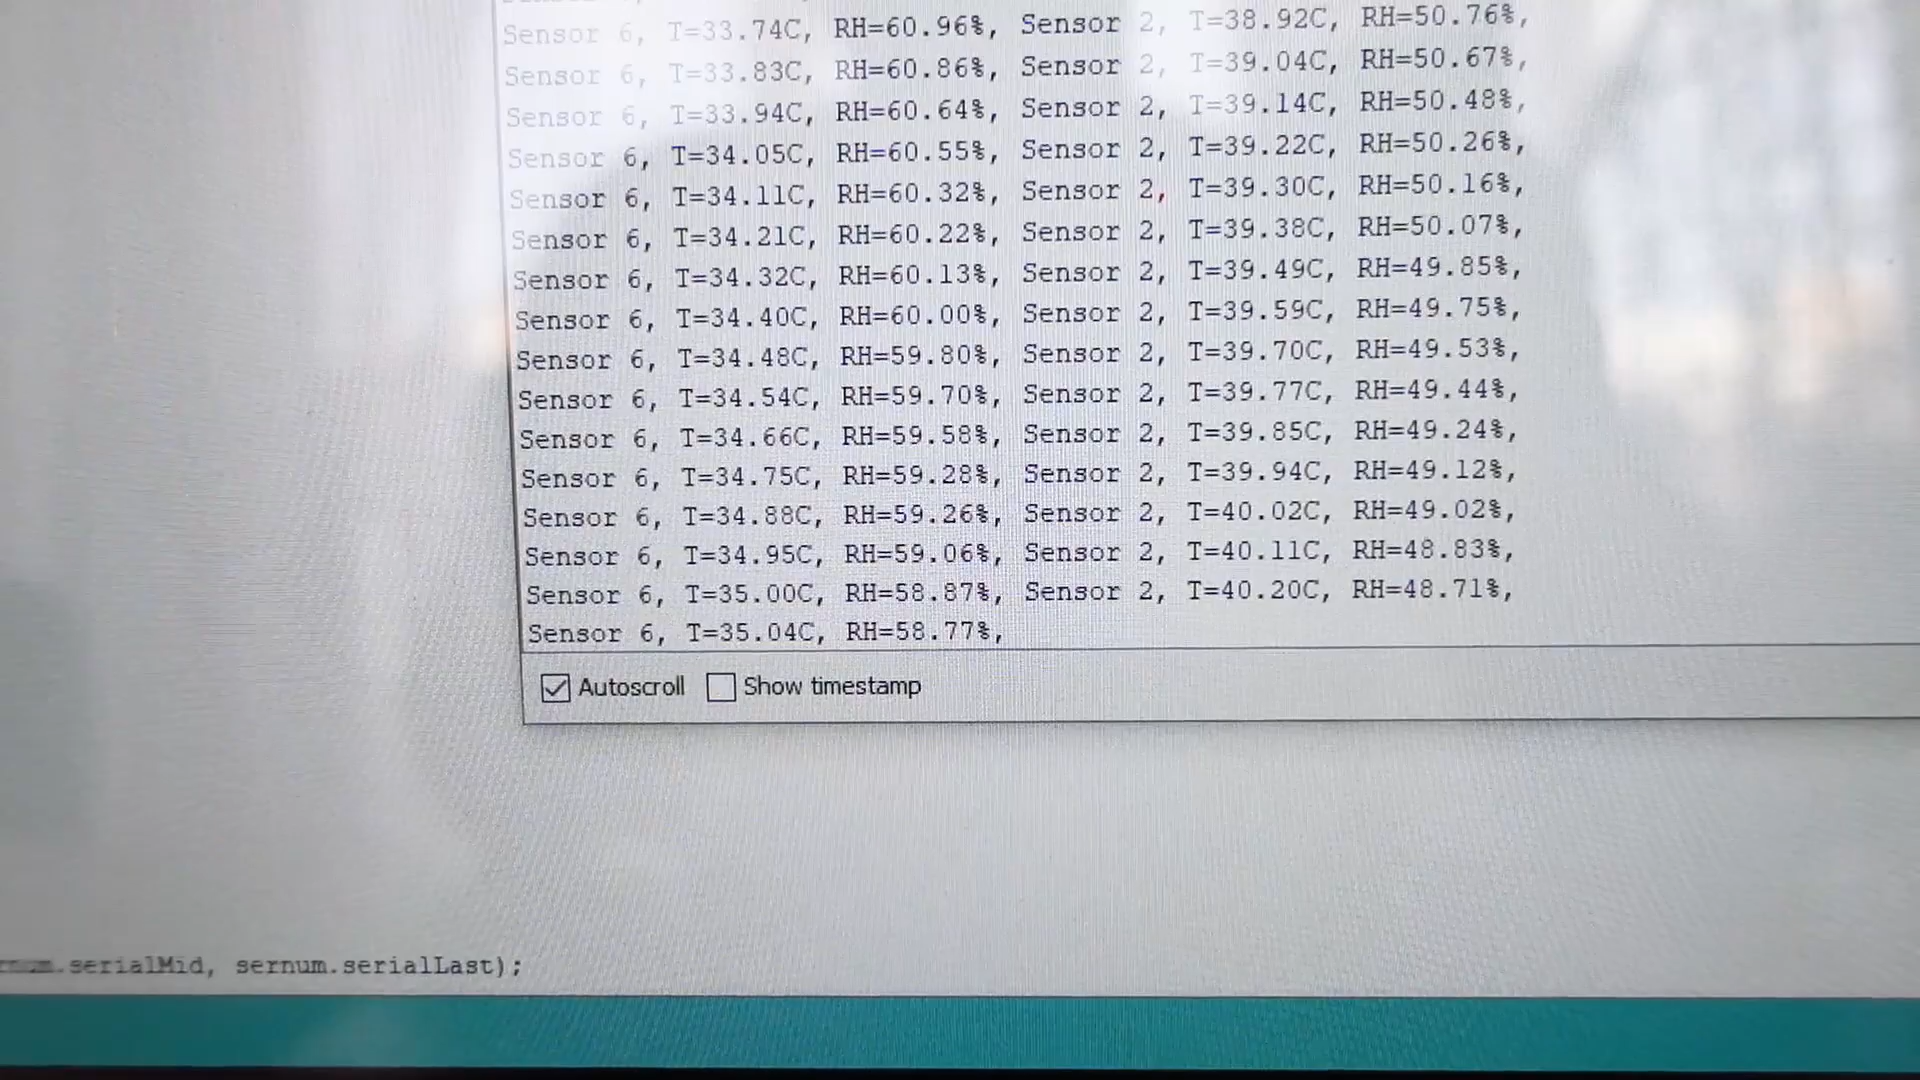 Sensor 6, T=33.74C, RH=60.96%, Sensor 2, T=38.92C, RH=50.76%,
Sensor 6, T=33.83C, RH=60.86%, Sensor 2, T=39.04C, RH=50.67%,
Sensor 6, T=33.94C, RH=60.64%, Sensor 2, T=39.14C, RH=50.48%,
Sensor 6, T=34.05C, RH=60.55%, Sensor 2, T=39.22C, RH=50.26%,
Sensor 6, T=34.11C, RH=60.32%, Sensor 2, T=39.30C, RH=50.16%,
Sensor 6, T=34.21C, RH=60.22%, Sensor 2, T=39.38C, RH=50.07%,
Sensor 6, T=34.32C, RH=60.13%, Sensor 2, T=39.49C, RH=49.85%,
Sensor 6, T=34.40C, RH=60.00%, Sensor 2, T=39.59C, RH=49.75%,
Sensor 6, T=34.48C, RH=59.80%, Sensor 2, T=39.70C, RH=49.53%,
Sensor 6, T=34.54C, RH=59.70%, Sensor 2, T=39.77C, RH=49.44%,
Sensor 6, T=34.66C, RH=59.58%, Sensor 2, T=39.85C, RH=49.24%,
Sensor 6, T=34.75C, RH=59.28%, Sensor 2, T=39.94C, RH=49.12%,
Sensor 6, T=34.88C, RH=59.26%, Sensor 2, T=40.02C, RH=49.02%,
Sensor 6, T=34.95C, RH=59.06%, Sensor 2, T=40.11C, RH=48.83%,
Sensor 6, T=35.00C, RH=58.87%, Sensor 2, T=40.20C, RH=48.71%,
Sensor 6, T=35.04C, RH=58.77%,
Autoscroll Show timestamp
.serialMid, sernum.serialLast);